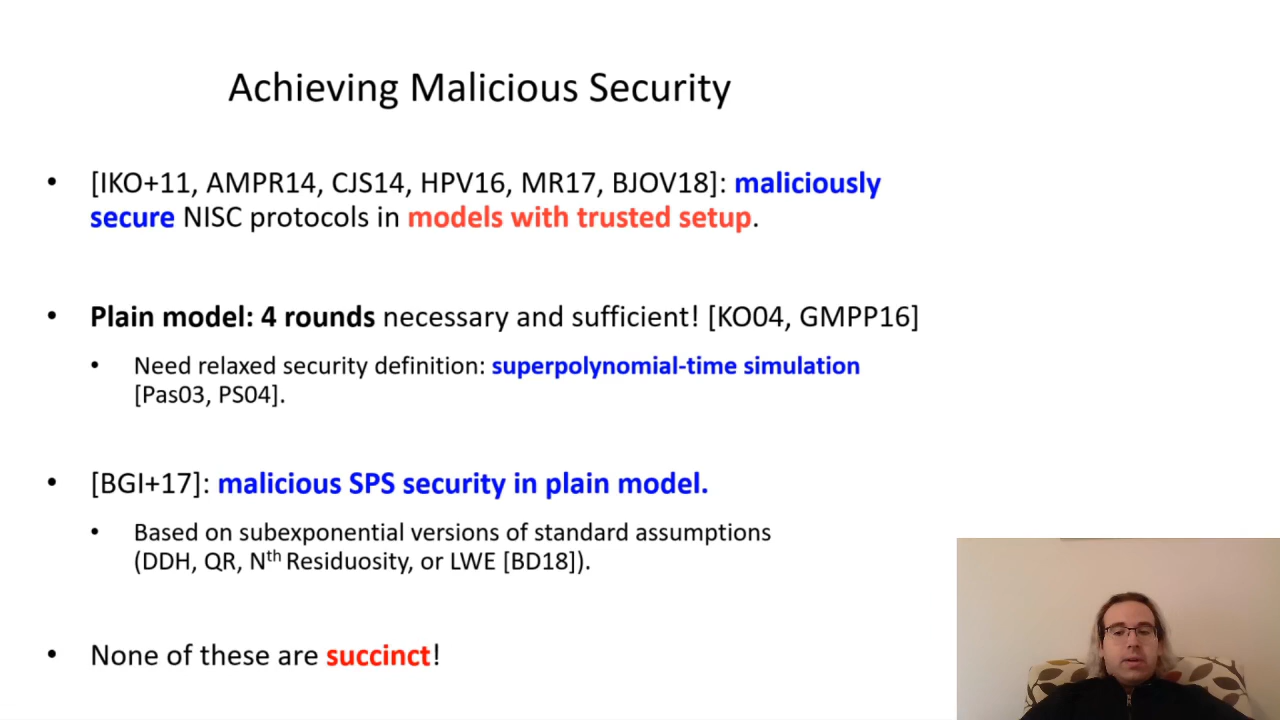 Achieving Malicious Security
• [IKO+11, AMPR14, CJS14, HPV16, MR17, BJOV18]: maliciously
secure NISC protocols in models with trusted setup.
• Plain model: 4 rounds necessary and sufficient! [KO04, GMPP16]
• Need relaxed security definition: superpolynomial-time simulation
[Pas03, PS04].
• [BGI+17]: malicious SPS security in plain model.
• Based on subexponential versions of standard assumptions
(DDH, QR, Nth Residuosity, or LWE [BD18]).
• None of these are succinct!